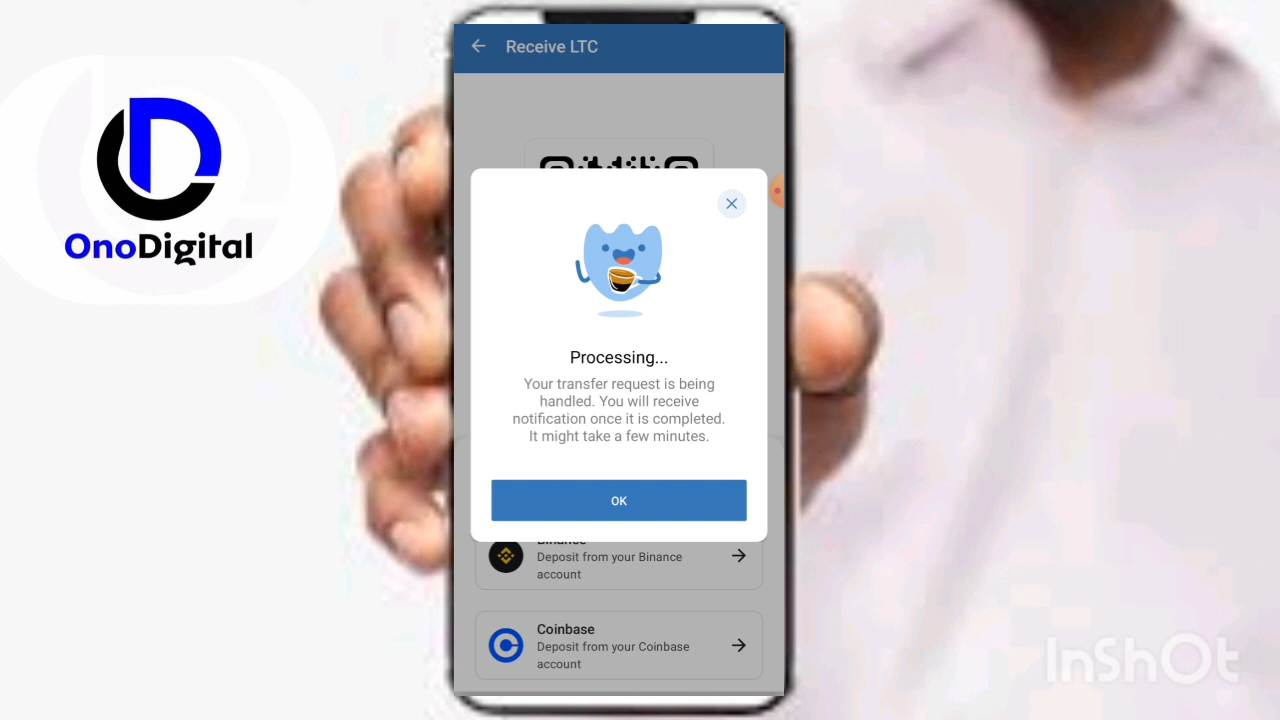 OnoDigital
Receive LTC
Processing...
Your transfer request is being
handled. You will receive
notification once it is completed.
It might take a few minutes.
OK
Binance
Deposit from your Binance
account
Coinbase
Deposit from your Coinbase
account
InShOt